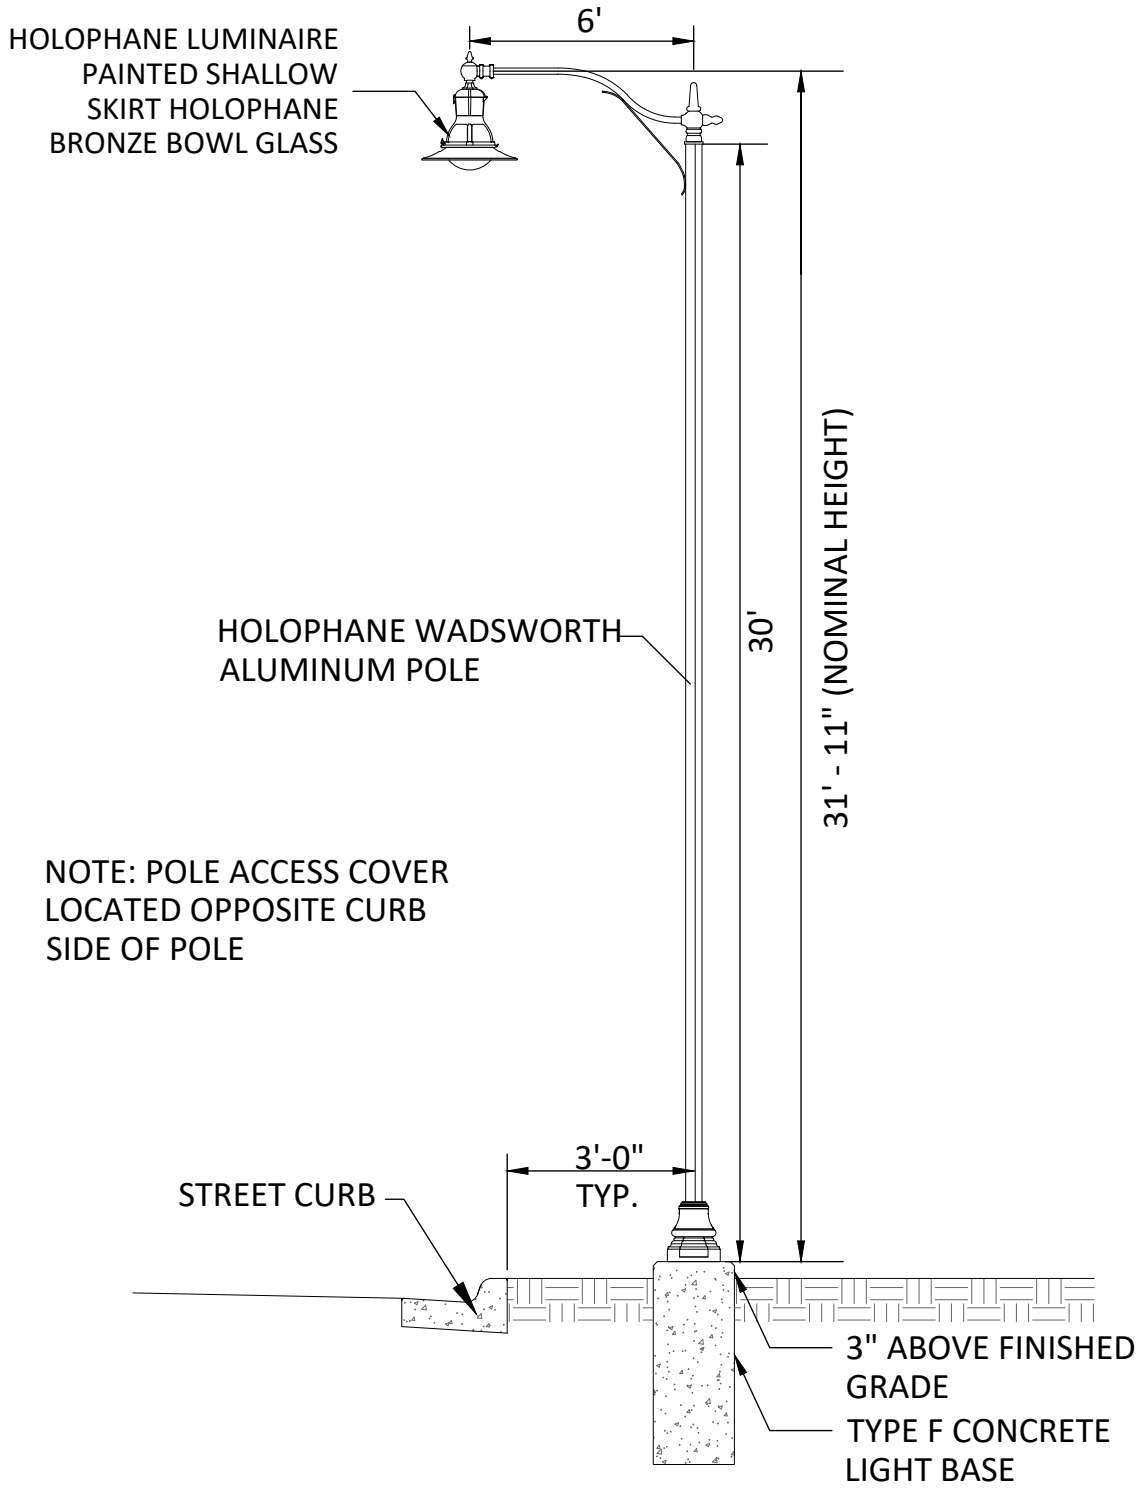 6'
HOLOPHANE LUMINAIRE
PAINTED SHALLOW
SKIRT HOLOPHANE
BRONZE BOWL GLASS
31' - 11" (NOMINAL HEIGHT)
30'
HOLOPHANE WADSWORTH
ALUMINUM POLE
NOTE: POLE ACCESS COVER
LOCATED OPPOSITE CURB
SIDE OF POLE
3'-0"
TYP.
STREET CURB
3" ABOVE FINISHED
GRADE
TYPE F CONCRETE
LIGHT BASE